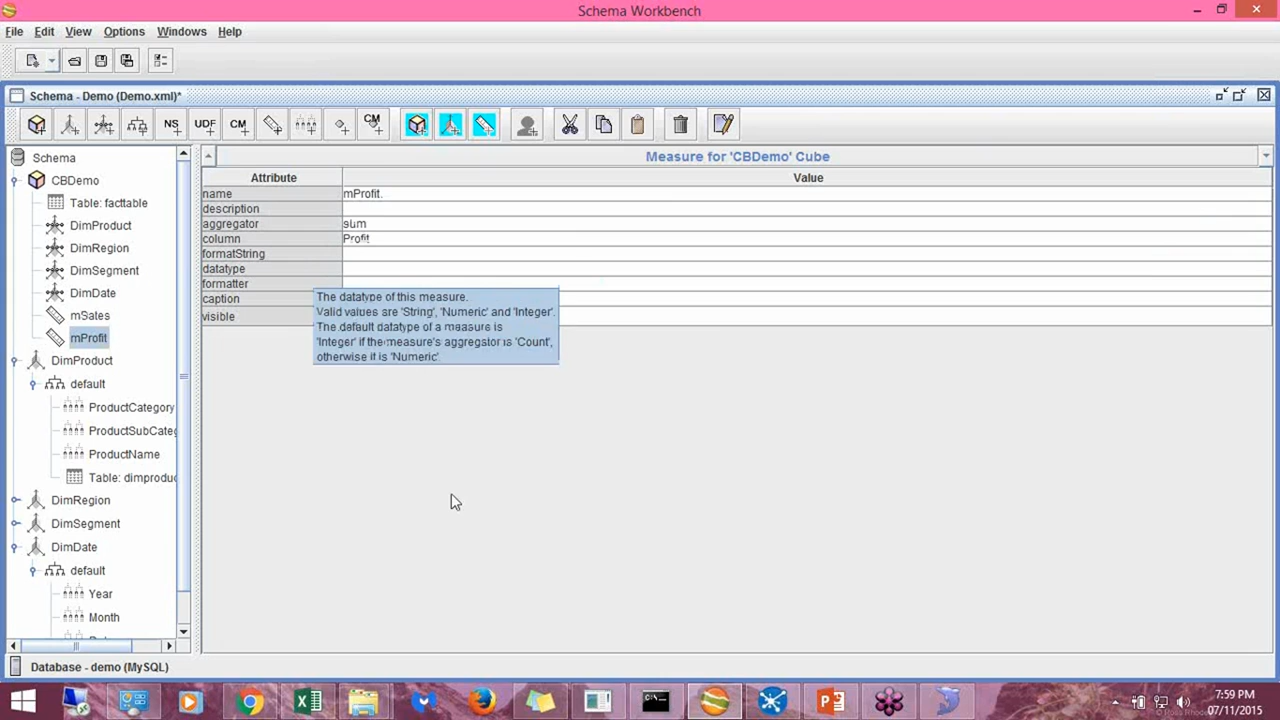 Schema Workbench
File Edit View Options Windows Help
Schema - Demo (Demo.xml)*
NS UDF CM CM
Schema
CBDemo
Table: facttable
DimProduct
DimRegion
DimSegment
DimDate
mSales
mProfit
DimProduct
default
ProductCategory
ProductSubCateg
ProductName
Table: dimproduc
DimRegion
DimSegment
DimDate
default
Year
Month
Measure for 'CBDemo' Cube
Attribute Value
name mProfit.
description
aggregator sum
column Profit
formatString
datatype
formatter
caption
visible
The datatype of this measure.
Valid values are 'String', 'Numeric' and 'Integer'.
The default datatype of a measure is
'Integer' if the measure's aggregator is 'Count',
otherwise it is 'Numeric'.
Database - demo (MySQL)
7:59 PM
07/11/2015